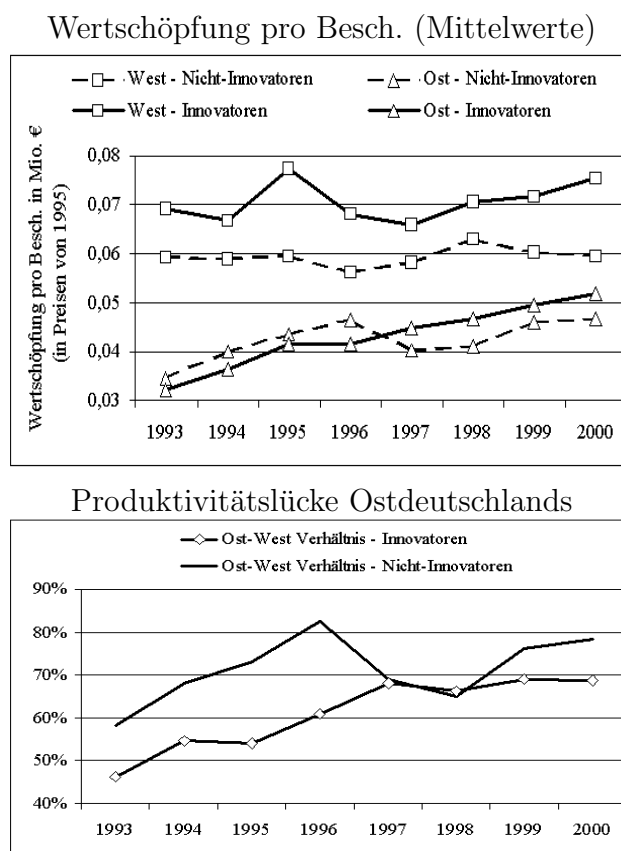 Wertschöpfung pro Besch. (Mittelwerte)
West - Nicht-Innovatoren Ost - Nicht-Innovatoren
West - Innovatoren Ost - Innovatoren
Wertschöpfung pro Besch. in Mio. €
(in Preisen von 1995)
0,08
0,07
0,06
0,05
0,04
0,03
1993 1994 1995 1996 1997 1998 1999 2000
Produktivitätslücke Ostdeutschlands
Ost-West Verhältnis - Innovatoren
Ost-West Verhältnis - Nicht-Innovatoren
90%
80%
70%
60%
50%
40%
1993 1994 1995 1996 1997 1998 1999 2000